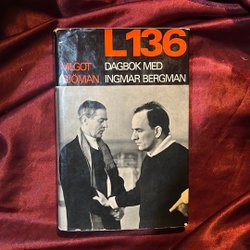 L136
VILGOT DAGBOK MED
SJÖMAN INGMAR BERGMAN